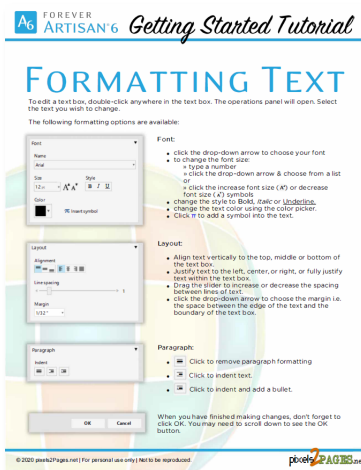 A6 FOREVER
ARTISAN®6 Getting Started Tutorial
FORMATTING TEXT
To edit a text box, double-click anywhere in the text box. The operations panel will open. Select
the text you wish to change.
The following formatting options are available:
Font
Name
Arial
Size
Style
12 pt
A A
B I U
Color
π Insert symbol
Font:
• click the drop-down arrow to choose your font
• to change the font size:
» type a number
» click the drop-down arrow & choose from a list
or
» click the increase font size (A) or decrease
font size (A) symbols
• change the style to Bold, Italic or Underline.
• change the text color using the color picker.
• Click π to add a symbol into the text.
Layout
Alignment
Line spacing
Margin
1/32"
Layout:
• Align text vertically to the top, middle or bottom of
the text box.
• Justify text to the left, center, or right, or fully justify
text within the text box.
• Drag the slider to increase or decrease the spacing
between lines of text.
• click the drop-down arrow to choose the margin i.e.
the space between the edge of the text and the
boundary of the text box.
Paragraph
Indent
Paragraph:
• Click to remove paragraph formatting
• Click to indent text.
• Click to indent and add a bullet.
OK Cancel
When you have finished making changes, don't forget to
click OK. You may need to scroll down to see the OK
button.
© 2020 pixels2Pages.net | For personal use only | Not to be reproduced.
pixels2PAGES.net